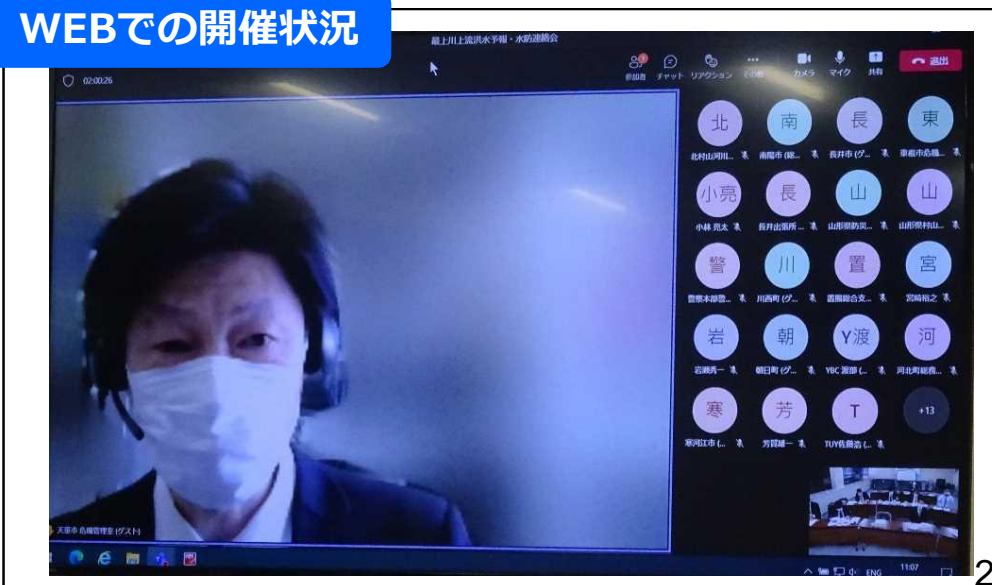 WEBでの開催状況
最上川上流洪水予報・水防連絡会
02:00:26
参加者 チャット リアクション その他 カメラ マイク 共有 退出
北 南 長 東
北村山河川... 南陽市 (総... 長井市 (グ... 東根市危機...
小亮 長 山 山
小林 亮太 長井出張所 ... 山形県防災... 山形県村山...
警 川 置 宮
警察本部警... 川西町 (グ... 置賜総合支... 宮崎裕之
岩 朝 Y渡 河
岩瀬秀一 朝日町 (グ... YBC 渡部 (... 河北町総務...
寒 芳 T +13
寒河江市 (... 芳賀雄一 TUY佐藤浩 (...
天童市 危機管理室 (ゲスト)
ENG 11:07
2